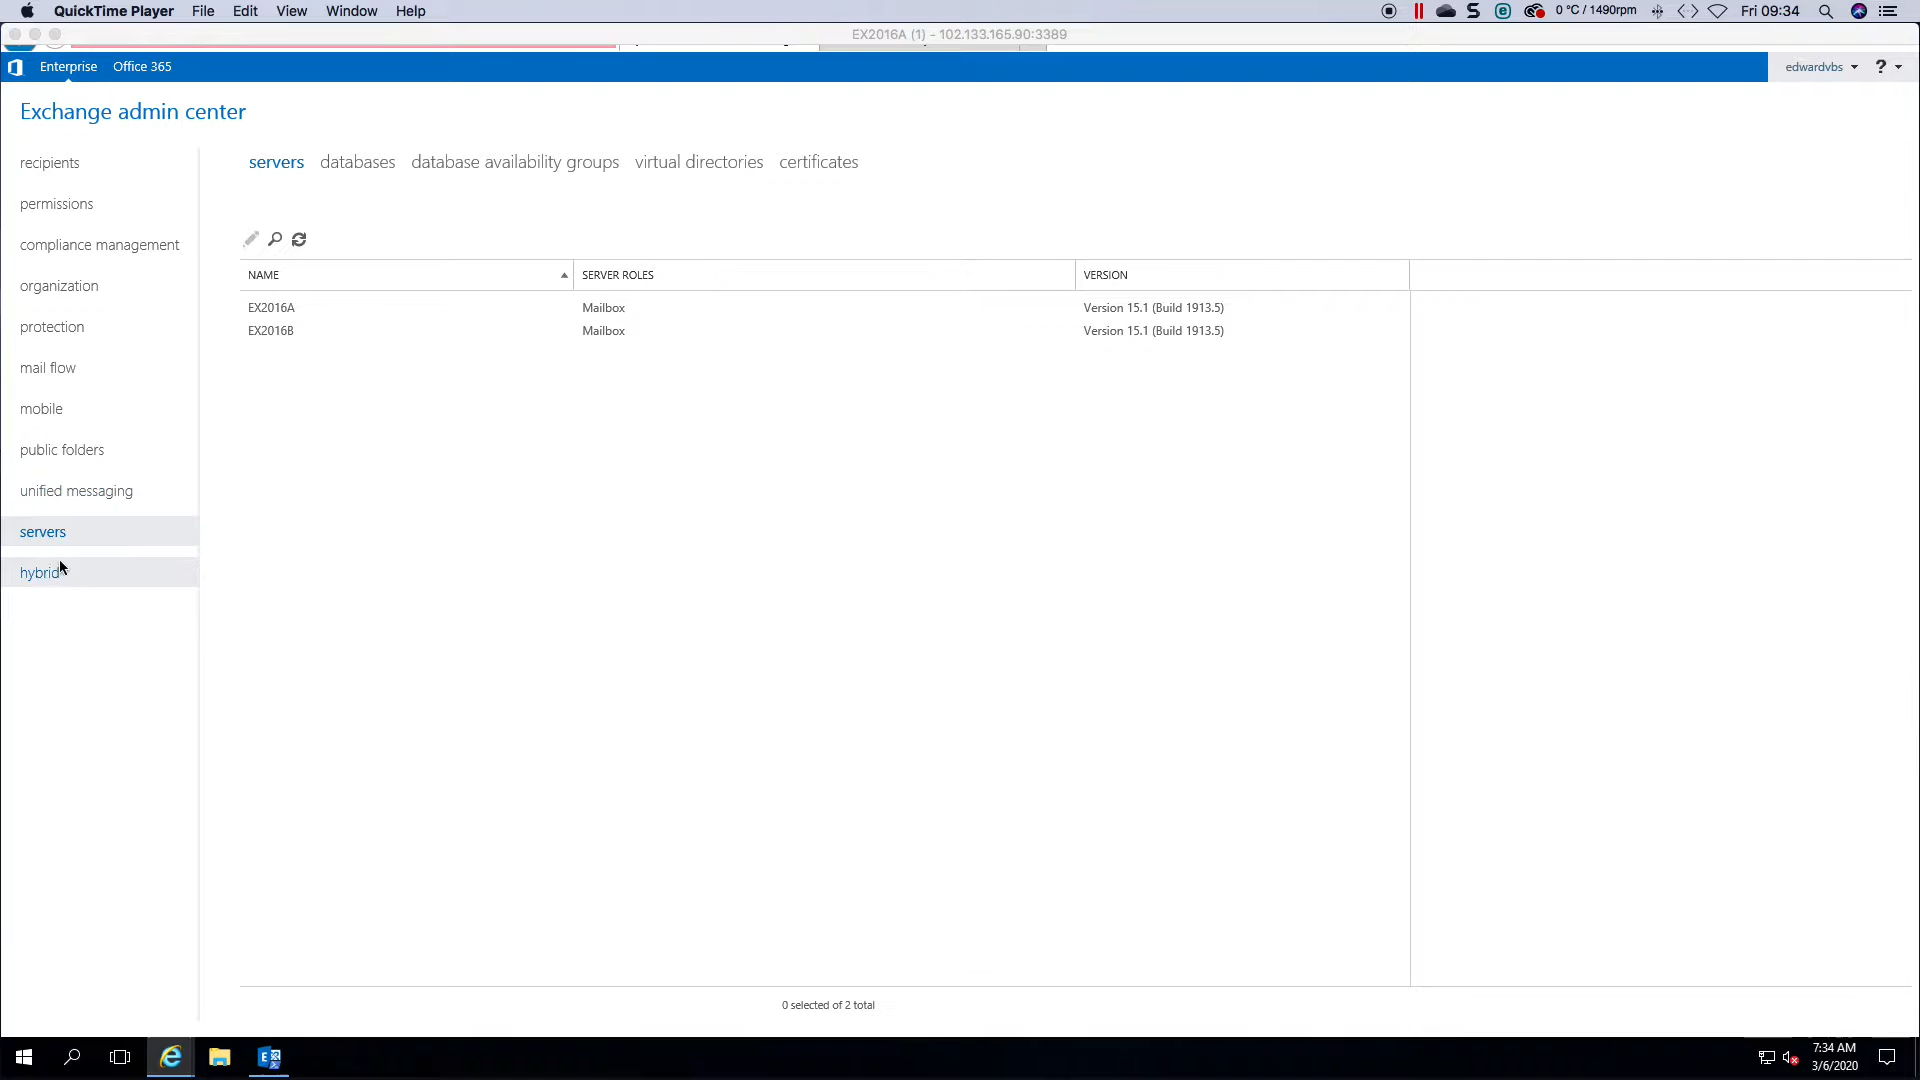 QuickTime Player File Edit View Window Help
0 °C / 1490rpm Fri 09:34
EX2016A (1) - 102.133.165.90:3389
Enterprise Office 365
edwardvbs ?
Exchange admin center
recipients
permissions
compliance management
organization
protection
mail flow
mobile
public folders
unified messaging
servers
hybrid
servers databases database availability groups virtual directories certificates
NAME SERVER ROLES VERSION
EX2016A Mailbox Version 15.1 (Build 1913.5)
EX2016B Mailbox Version 15.1 (Build 1913.5)
0 selected of 2 total
7:34 AM
3/6/2020